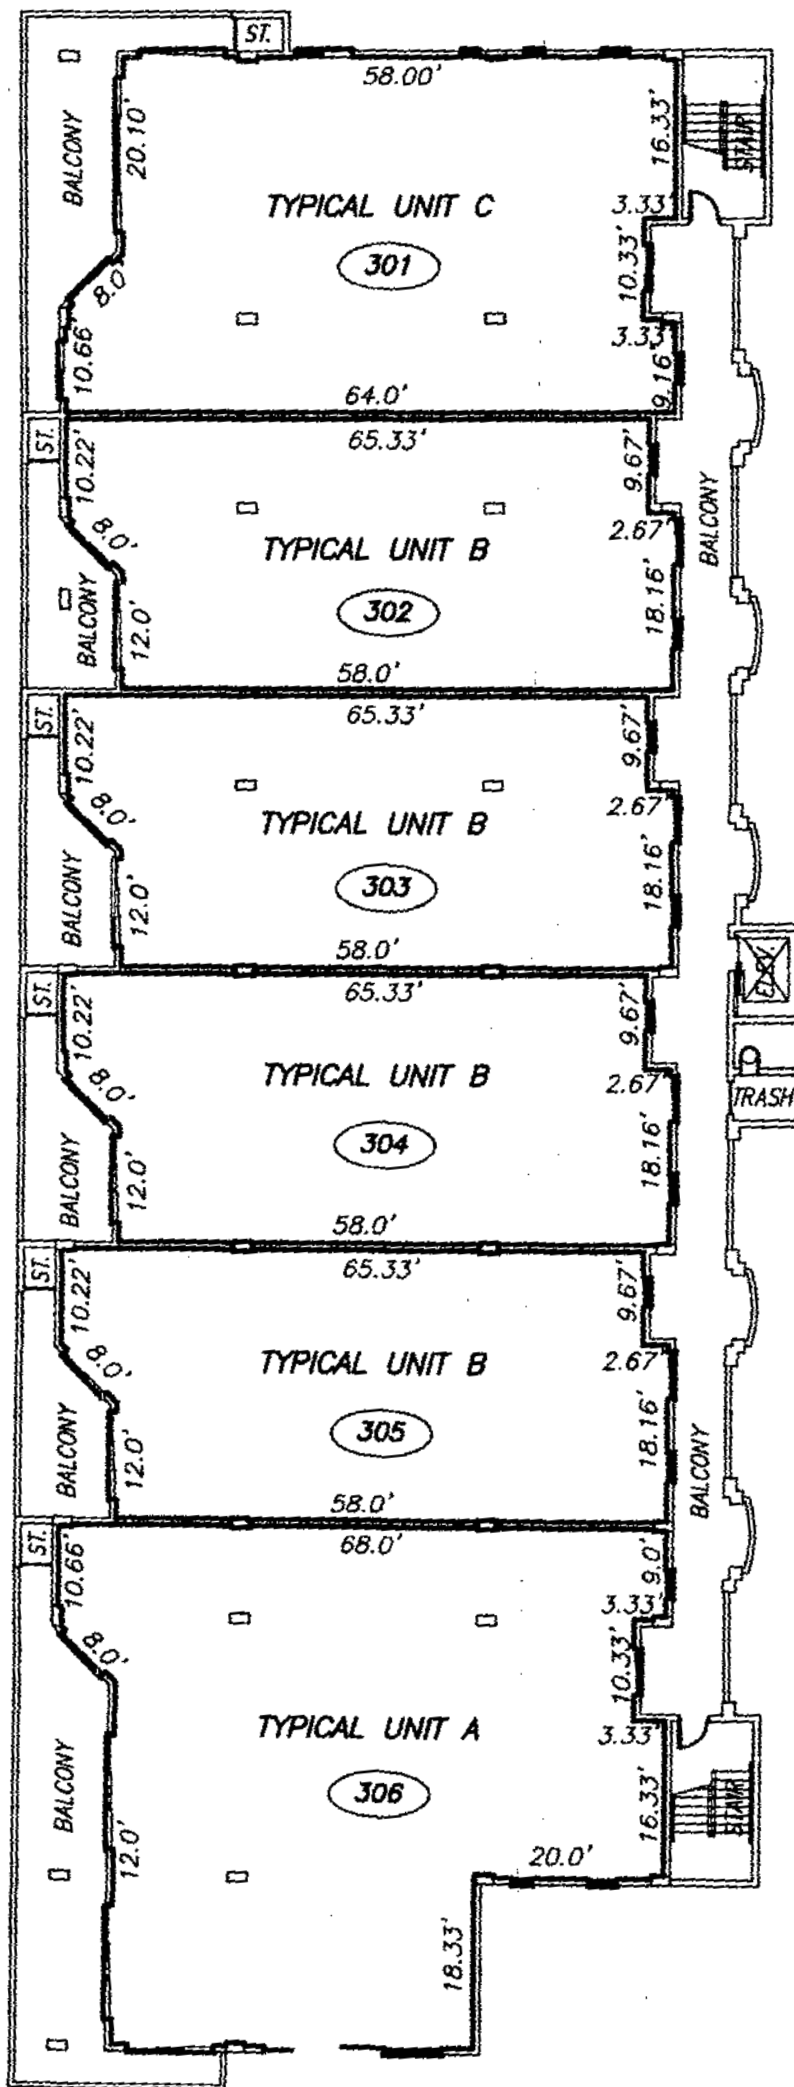 ST.
58.00'
BALCONY
20.10'
16.33'
STAIR
TYPICAL UNIT C
3.33'
301
10.33'
8.0'
3.33'
10.66'
9.16'
64.0'
ST.
65.33'
10.22'
9.67'
BALCONY
8.0'
2.67'
TYPICAL UNIT B
302
BALCONY
12.0'
18.16'
58.0'
ST.
65.33'
10.22'
9.67'
8.0'
2.67'
TYPICAL UNIT B
303
BALCONY
12.0'
18.16'
58.0'
ELEV.
ST.
65.33'
10.22'
9.67'
8.0'
2.67'
TYPICAL UNIT B
TRASH
304
BALCONY
12.0'
18.16'
58.0'
ST.
65.33'
10.22'
9.67'
8.0'
2.67'
TYPICAL UNIT B
305
BALCONY
12.0'
18.16'
BALCONY
58.0'
ST.
68.0'
10.66'
9.0'
3.33'
8.0'
10.33'
TYPICAL UNIT A
3.33'
306
BALCONY
12.0'
16.33'
STAIR
20.0'
18.33'